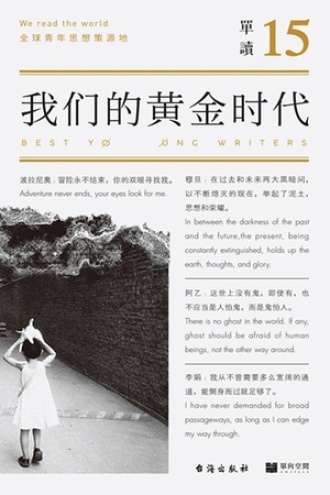 We read the world
全球青年思想策源地
單讀 15
我们的黄金时代
BEST YOUNG WRITERS
波拉尼奥：冒险永不结束，你的双眼寻找我。
Adventure never ends, your eyes look for me.
穆旦：在过去和未来两大黑暗间，
以不断熄灭的现在，举起了泥土，
思想和荣耀。
In between the darkness of the past
and the future,the present, being
constantly extinguished, holds up the
earth, thoughts, and glory.
阿乙：这世上沒有鬼，即使有，也
不应当是人怕鬼，而是鬼怕人。
There is no ghost in the world. If any,
ghost should be afraid of human
beings, not the other way around.
李娟：我从不曾需要多么宽阔的通
道，能侧身而过就足够了。
I have never demanded for broad
passageways, as long as I can edge
my way through.
台海出版社
單向空間